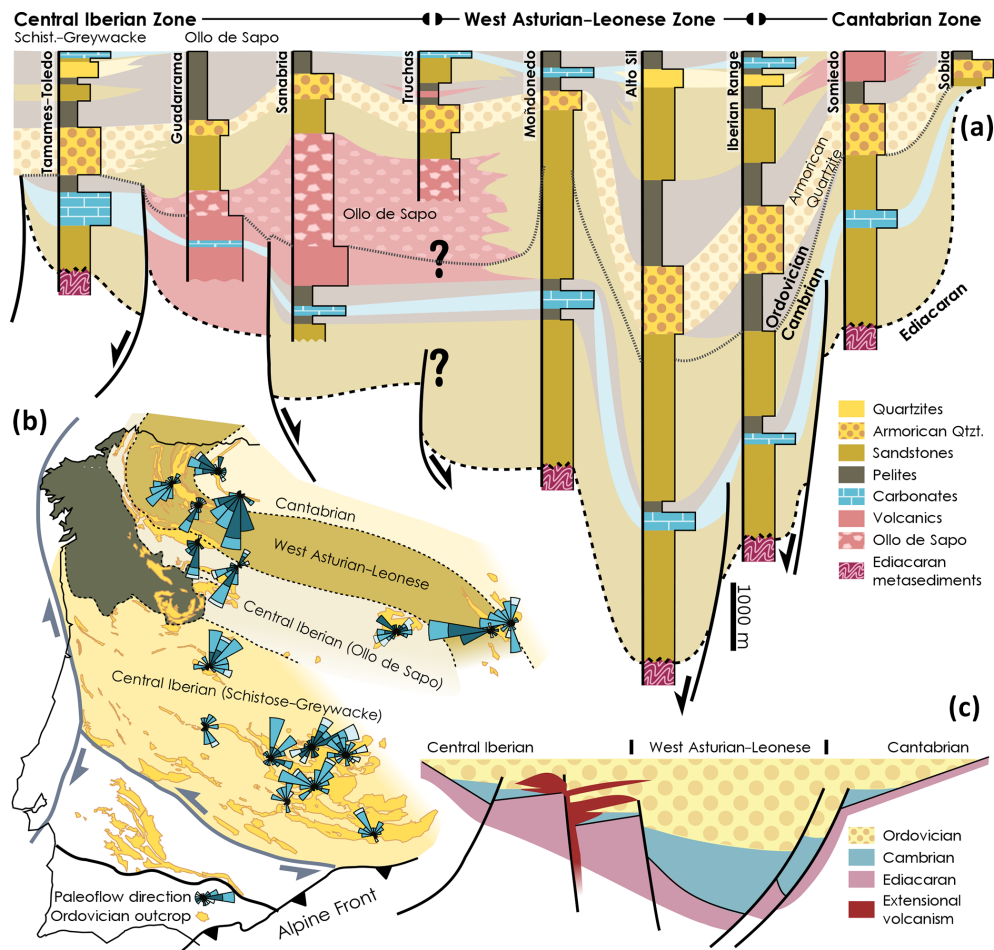 Central Iberian Zone
West Asturian–Leonese Zone
Cantabrian Zone
Schist.–Greywacke
Ollo de Sapo
Tamames–Toledo
Guadarrama
Sanabria
Truchas
Mondoñedo
Alto Sil
Iberian Range
Somiedo
Sobia
(a)
Armorican
Quartzite
Ollo de Sapo
?
Ordovician
Cambrian
Ediacaran
?
Quartzites
Armorican Qtzt.
Sandstones
Pelites
Carbonates
Volcanics
Ollo de Sapo
Ediacaran
metasediments
1000 m
(b)
Cantabrian
West Asturian–Leonese
Central Iberian (Ollo de Sapo)
Central Iberian (Schistose–Greywacke)
Paleoflow direction
Ordovician outcrop
Alpine Front
(c)
Central Iberian
West Asturian–Leonese
Cantabrian
Ordovician
Cambrian
Ediacaran
Extensional
volcanism